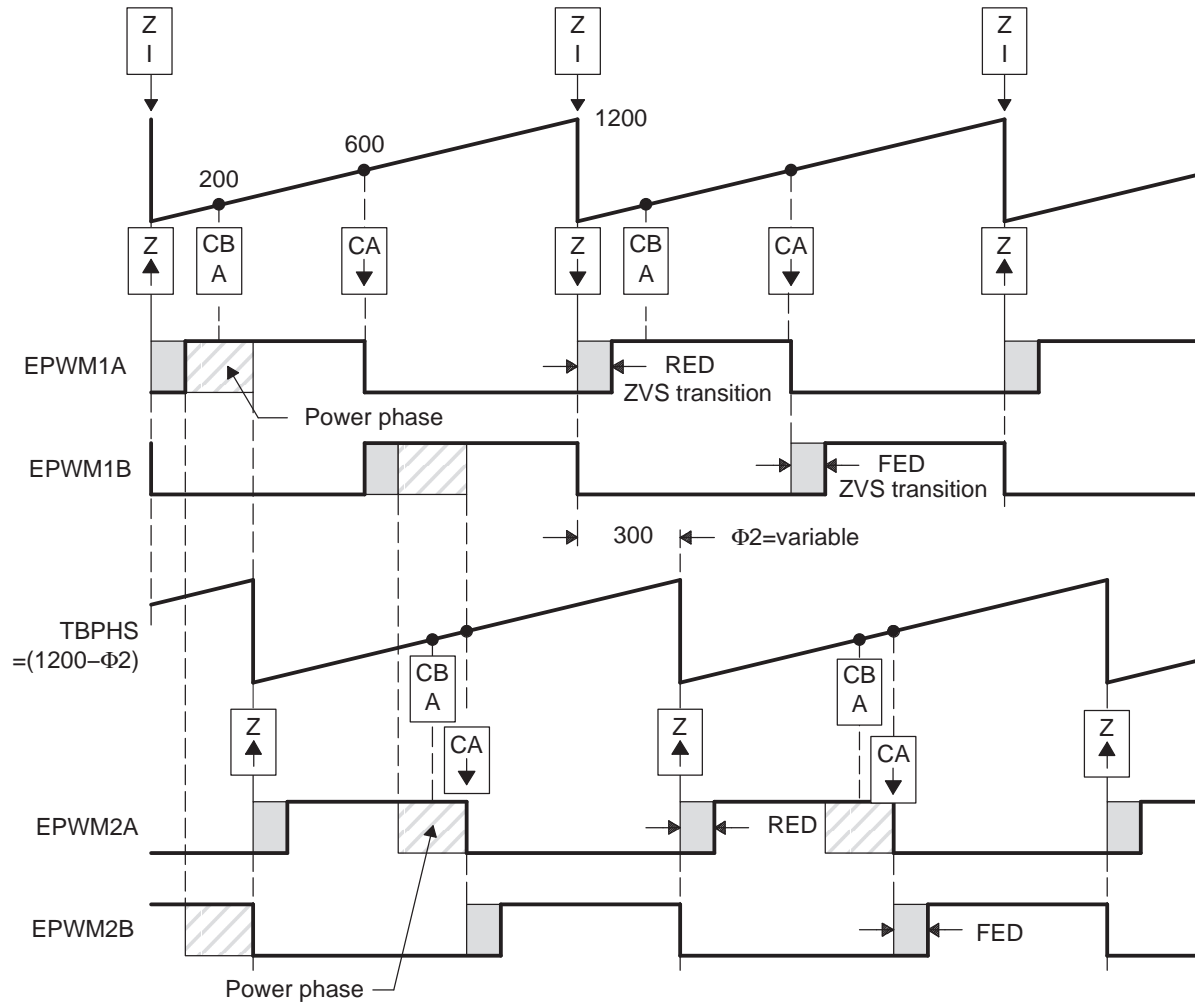 Z
I
Z
I
Z
I
1200
600
200
Z
CB
A
CA
Z
CB
A
CA
Z
EPWM1A
RED
ZVS transition
Power phase
EPWM1B
FED
ZVS transition
300
Φ2=variable
TBPHS
=(1200–Φ2)
CB
A
CB
A
Z
CA
Z
CA
Z
EPWM2A
RED
EPWM2B
FED
Power phase